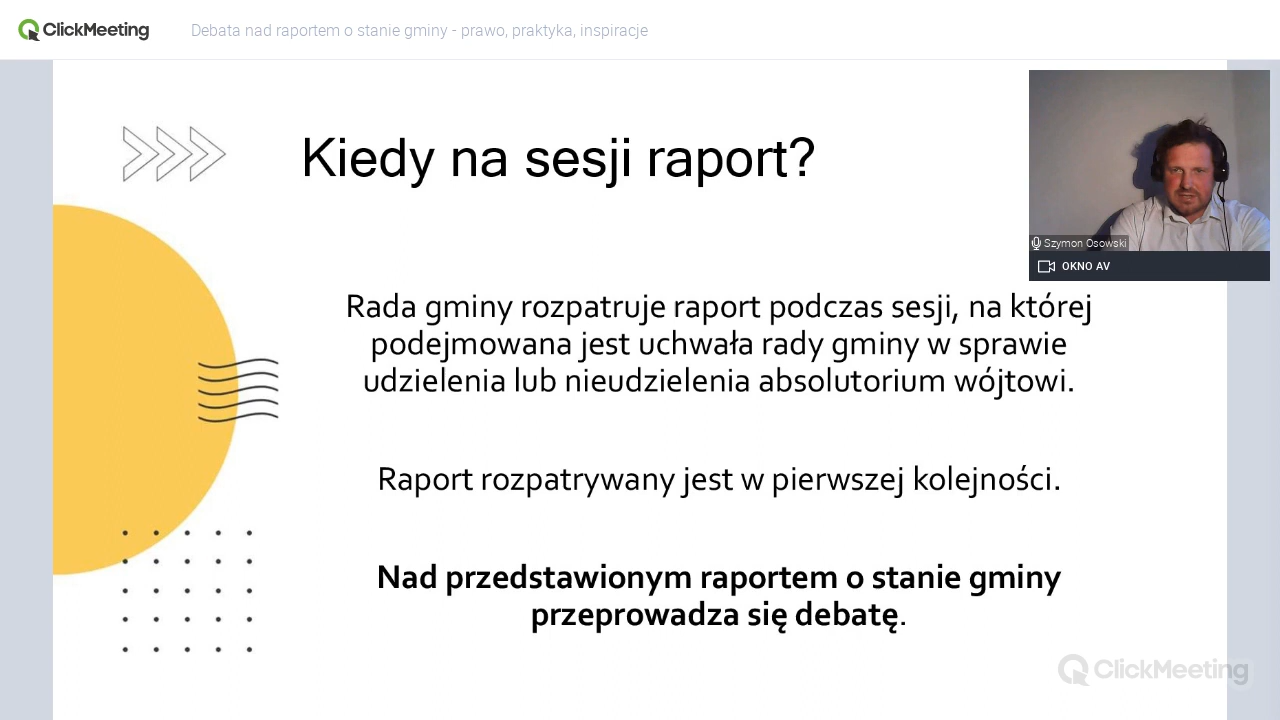 ClickMeeting
Debata nad raportem o stanie gminy - prawo, praktyka, inspiracje
Kiedy na sesji raport?
Szymon Osowski
OKNO AV
Rada gminy rozpatruje raport podczas sesji, na której
podejmowana jest uchwała rady gminy w sprawie
udzielenia lub nieudzielenia absolutorium wójtowi.
Raport rozpatrywany jest w pierwszej kolejności.
Nad przedstawionym raportem o stanie gminy
przeprowadza się debatę.
ClickMeeting